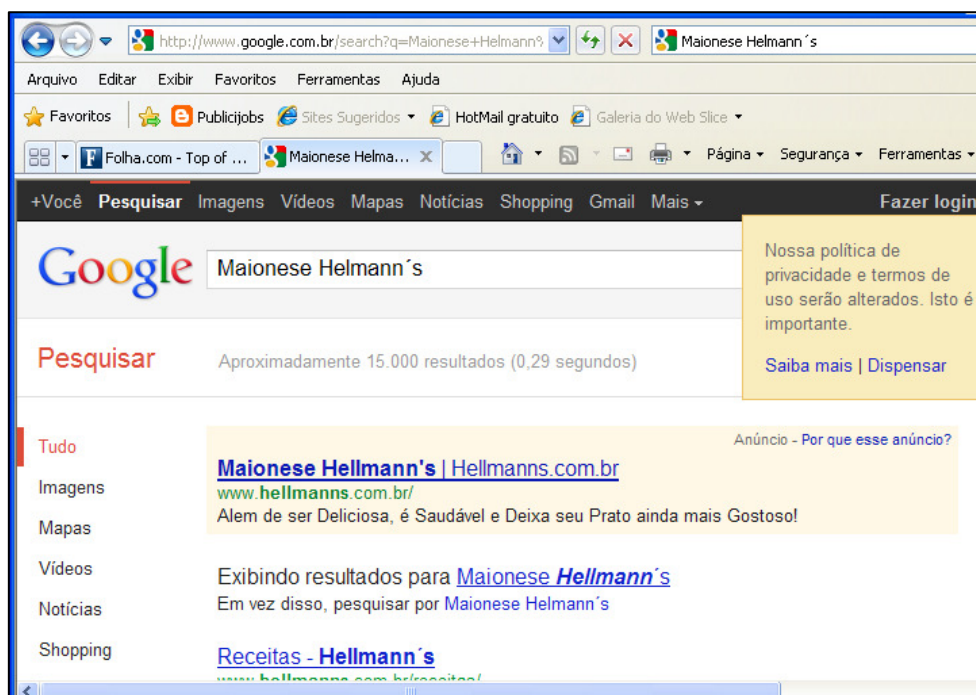 http://www.google.com.br/search?q=Maionese+Helmann% Maionese Helmann´s
Arquivo Editar Exibir Favoritos Ferramentas Ajuda
Favoritos Publicijobs Sites Sugeridos HotMail gratuito Galeria do Web Slice
Folha.com - Top of ... Maionese Helma... X Página Segurança Ferramentas
+Você Pesquisar Imagens Vídeos Mapas Notícias Shopping Gmail Mais Fazer login
Google Maionese Helmann´s
Nossa política de
privacidade e termos de
uso serão alterados. Isto é
importante.
Saiba mais | Dispensar
Pesquisar Aproximadamente 15.000 resultados (0,29 segundos)
Tudo
Imagens
Mapas
Vídeos
Notícias
Shopping
Anúncio - Por que esse anúncio?
Maionese Hellmann's | Hellmanns.com.br
www.hellmanns.com.br/
Alem de ser Deliciosa, é Saudável e Deixa seu Prato ainda mais Gostoso!
Exibindo resultados para Maionese Hellmann´s
Em vez disso, pesquisar por Maionese Helmann´s
Receitas - Hellmann´s
www.hellmanns.com.br/receitas/